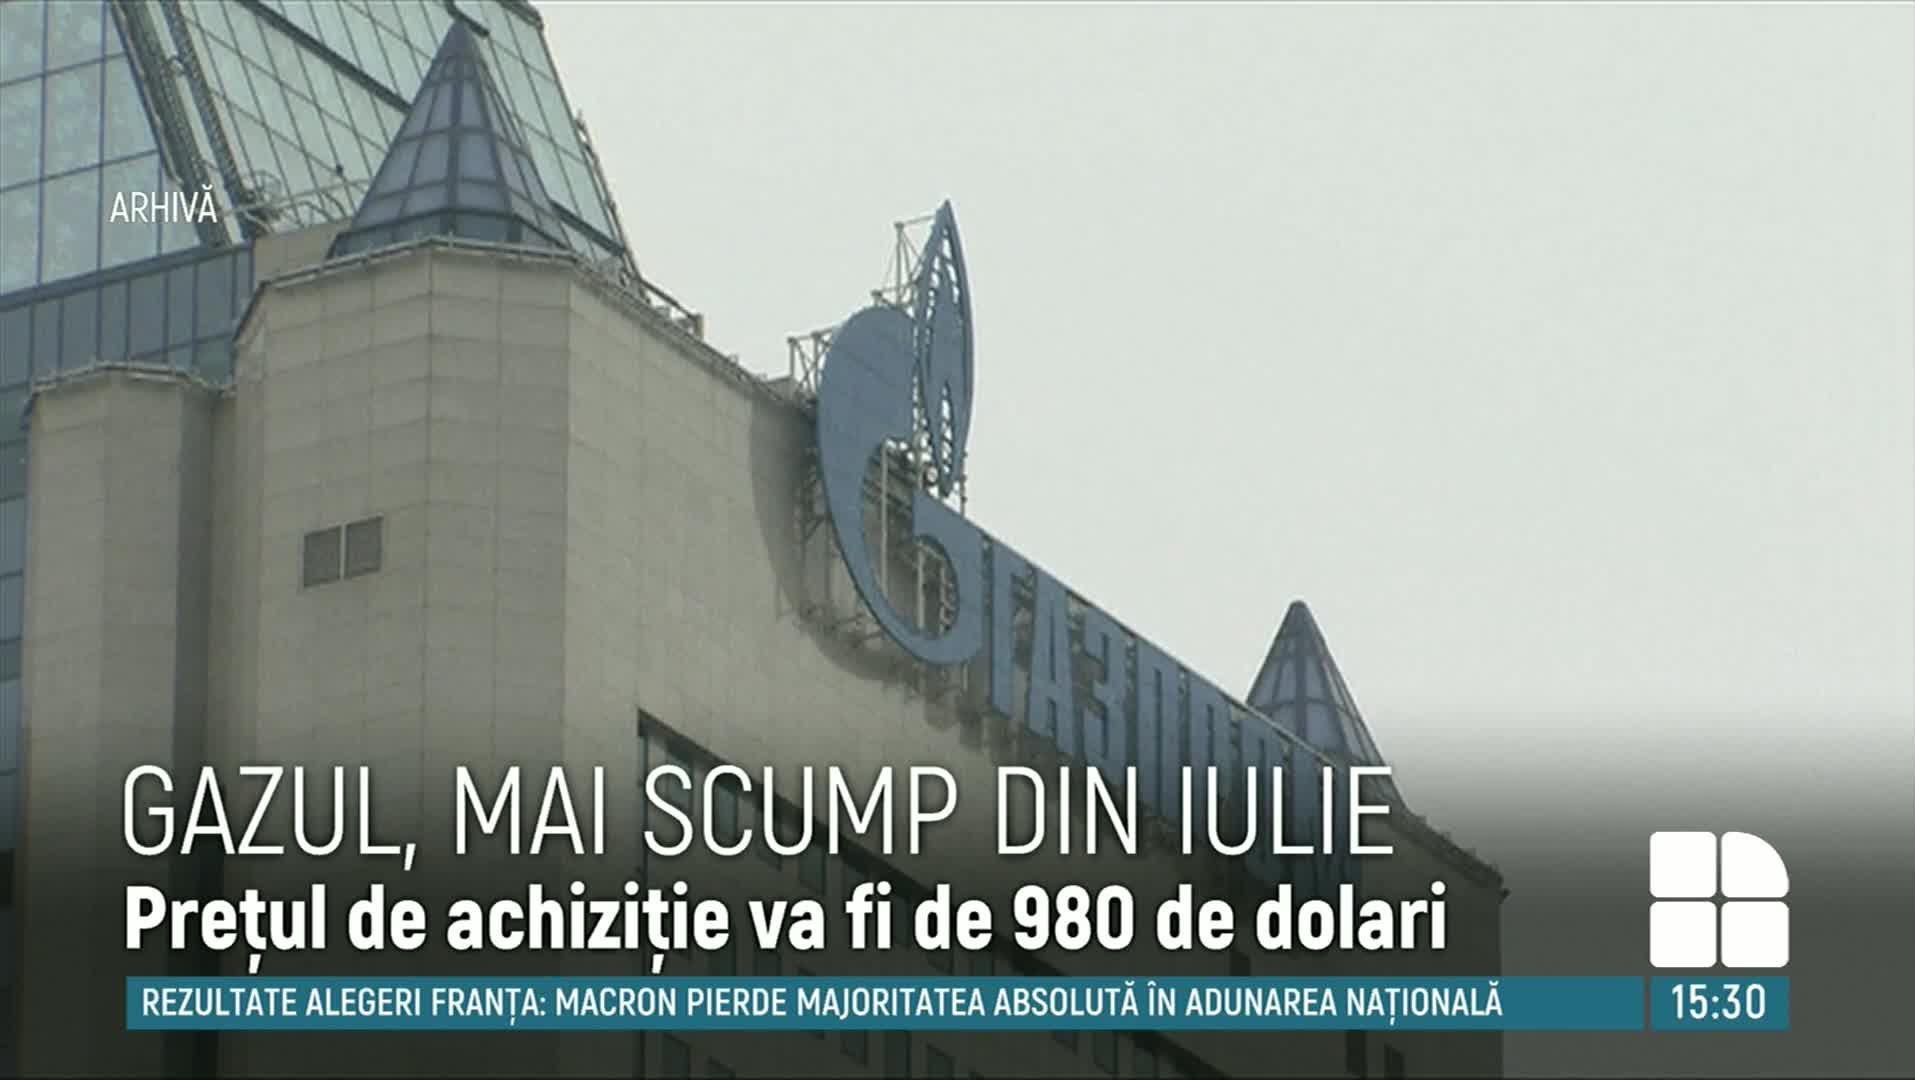 ARHIVĂ
ГАЗПРОМ
GAZUL, MAI SCUMP DIN IULIE
Prețul de achiziție va fi de 980 de dolari
REZULTATE ALEGERI FRANȚA: MACRON PIERDE MAJORITATEA ABSOLUTĂ ÎN ADUNAREA NAȚIONALĂ
15:30